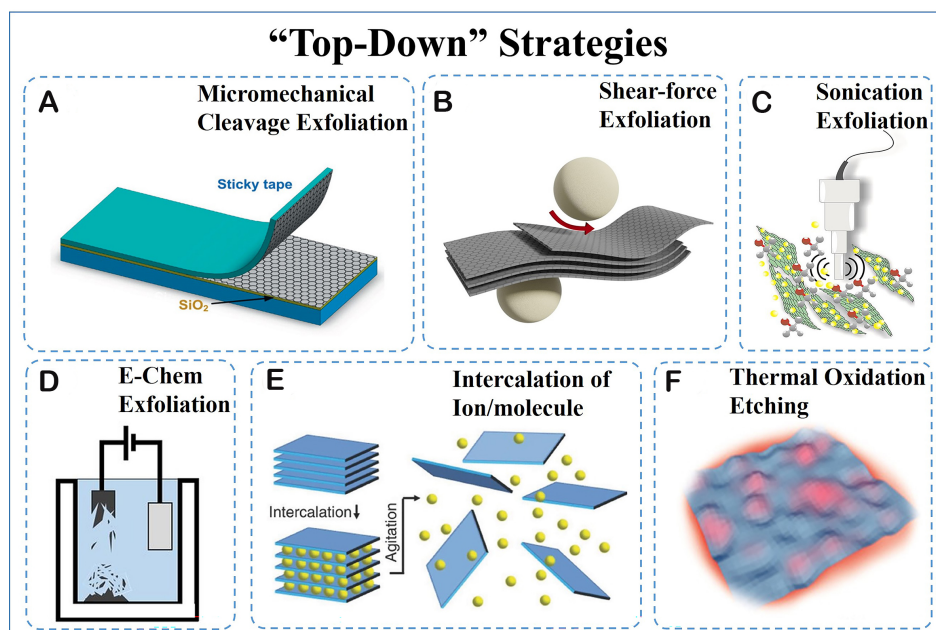 “Top-Down” Strategies
A
Micromechanical
Cleavage Exfoliation
Sticky tape
SiO₂
B
Shear-force
Exfoliation
C
Sonication
Exfoliation
D
E-Chem
Exfoliation
E
Intercalation of
Ion/molecule
Intercalation
Agitation
F
Thermal Oxidation
Etching